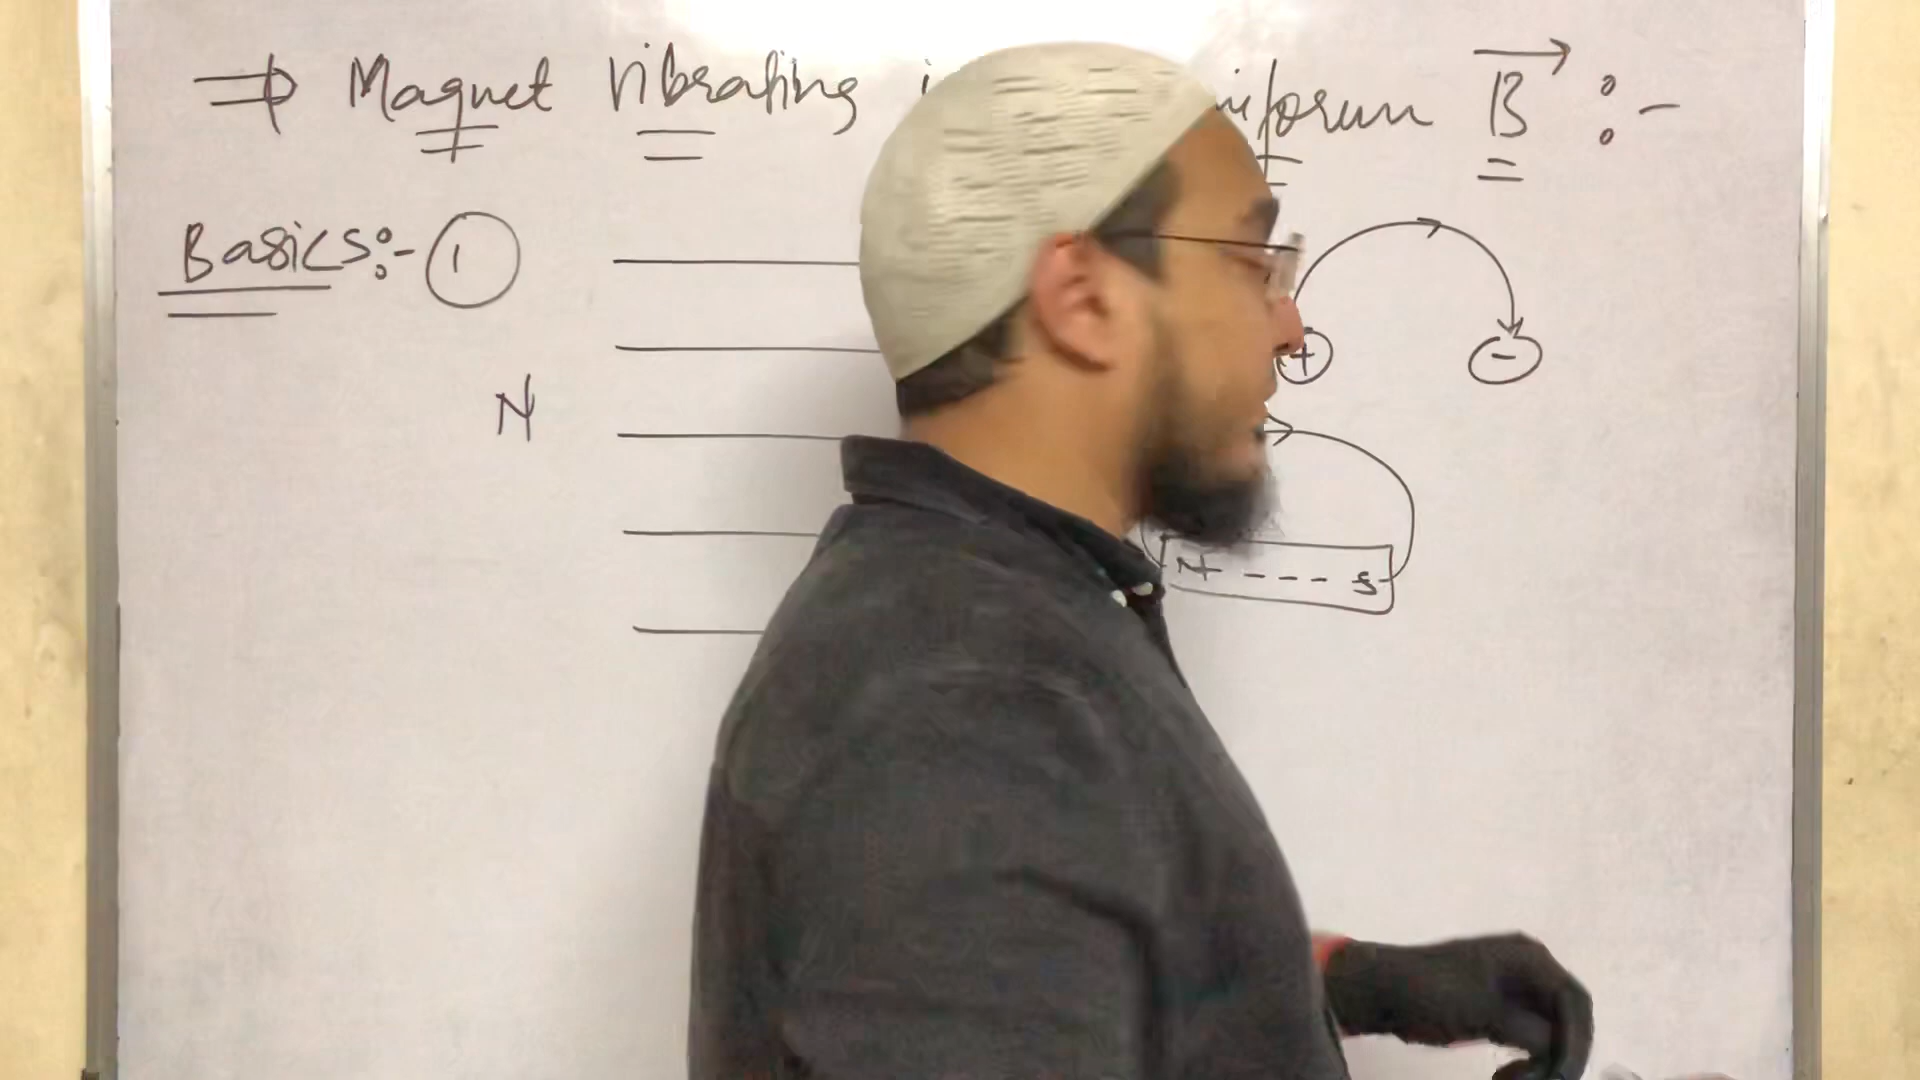 ⇒ Magnet vibrating in uniform B⃗ :-
Basics:- ①
+ -
N
N - - - - S